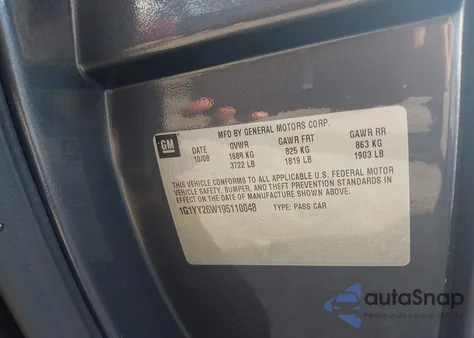 MFD BY GENERAL MOTORS CORP.
GM
DATE GVWR GAWR FRT GAWR RR
10/08 1688 KG 825 KG 863 KG
3722 LB 1819 LB 1903 LB
THIS VEHICLE CONFORMS TO ALL APPLICABLE U.S. FEDERAL MOTOR
VEHICLE SAFETY, BUMPER, AND THEFT PREVENTION STANDARDS IN
EFFECT ON THE DATE OF MANUFACTURE SHOWN ABOVE.
1G1YY26W195110048 TYPE: PASS CAR
autoSnap